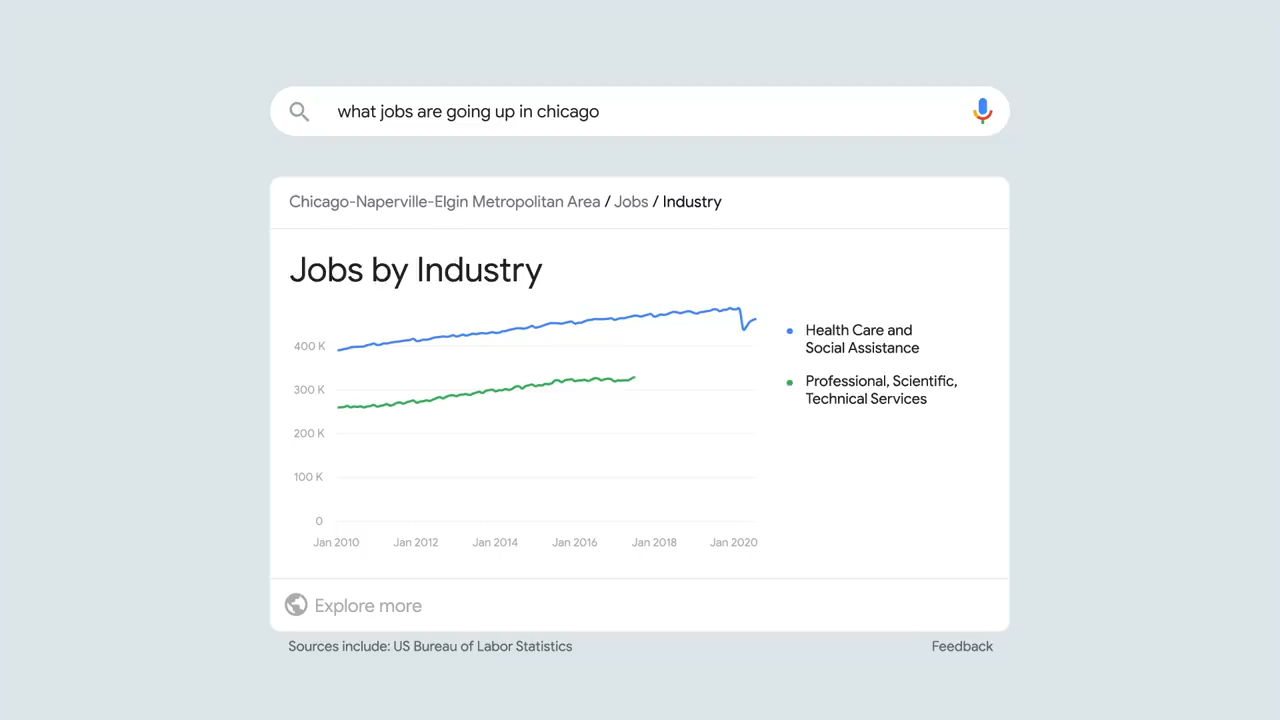 what jobs are going up in chicago
Chicago-Naperville-Elgin Metropolitan Area / Jobs / Industry
Jobs by Industry
Health Care and
Social Assistance
Professional, Scientific,
Technical Services
400 K
300 K
200 K
100 K
0
Jan 2010 Jan 2012 Jan 2014 Jan 2016 Jan 2018 Jan 2020
Explore more
Sources include: US Bureau of Labor Statistics Feedback